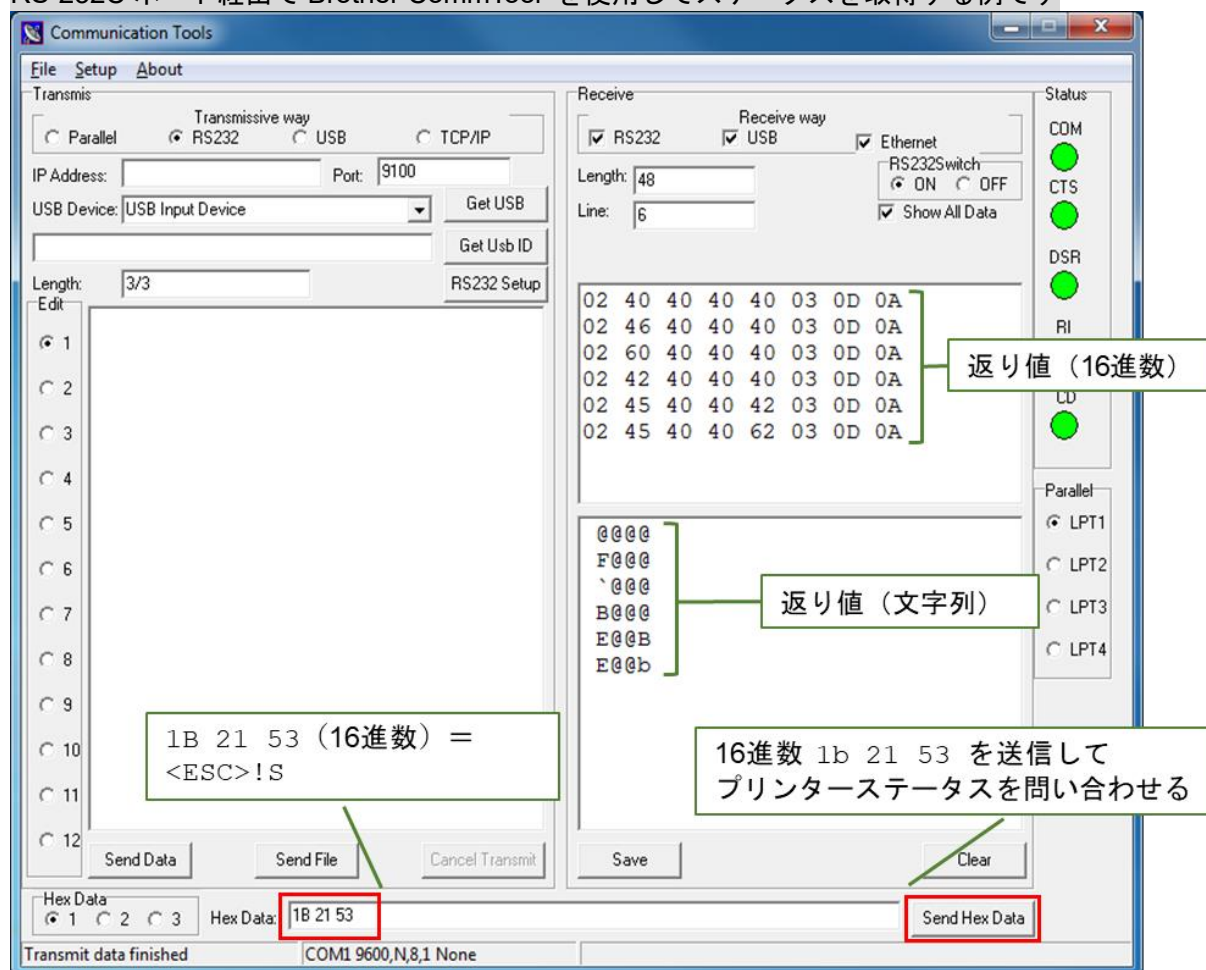 RS-232C ポート経由で Brother CommTool を使用してステータスを取得する例です
Communication Tools
File Setup About
Transmis
Transmissive way
Parallel RS232 USB TCP/IP
IP Address: Port: 9100
USB Device: USB Input Device Get USB
Get Usb ID
Length: 3/3 RS232 Setup
Edit
1
2
3
4
5
6
7
8
9
10
11
12
1B 21 53（16進数）＝
<ESC>!S
Send Data Send File Cancel Transmit
Receive
Receive way
RS232 USB Ethernet
Length: 48
RS232Switch
ON OFF
Line: 6
Show All Data
02 40 40 40 40 03 0D 0A
02 46 40 40 40 03 0D 0A
02 60 40 40 40 03 0D 0A
02 42 40 40 40 03 0D 0A
02 45 40 40 42 03 0D 0A
02 45 40 40 62 03 0D 0A
返り値（16進数）
@@@@
F@@@
`@@@
B@@@
E@@B
E@@b
返り値（文字列）
16進数 1b 21 53 を送信して
プリンターステータスを問い合わせる
Save Clear
Status
COM
CTS
DSR
RI
CD
Parallel
LPT1
LPT2
LPT3
LPT4
Hex Data
1 2 3 Hex Data: 1B 21 53 Send Hex Data
Transmit data finished COM1 9600,N,8,1 None